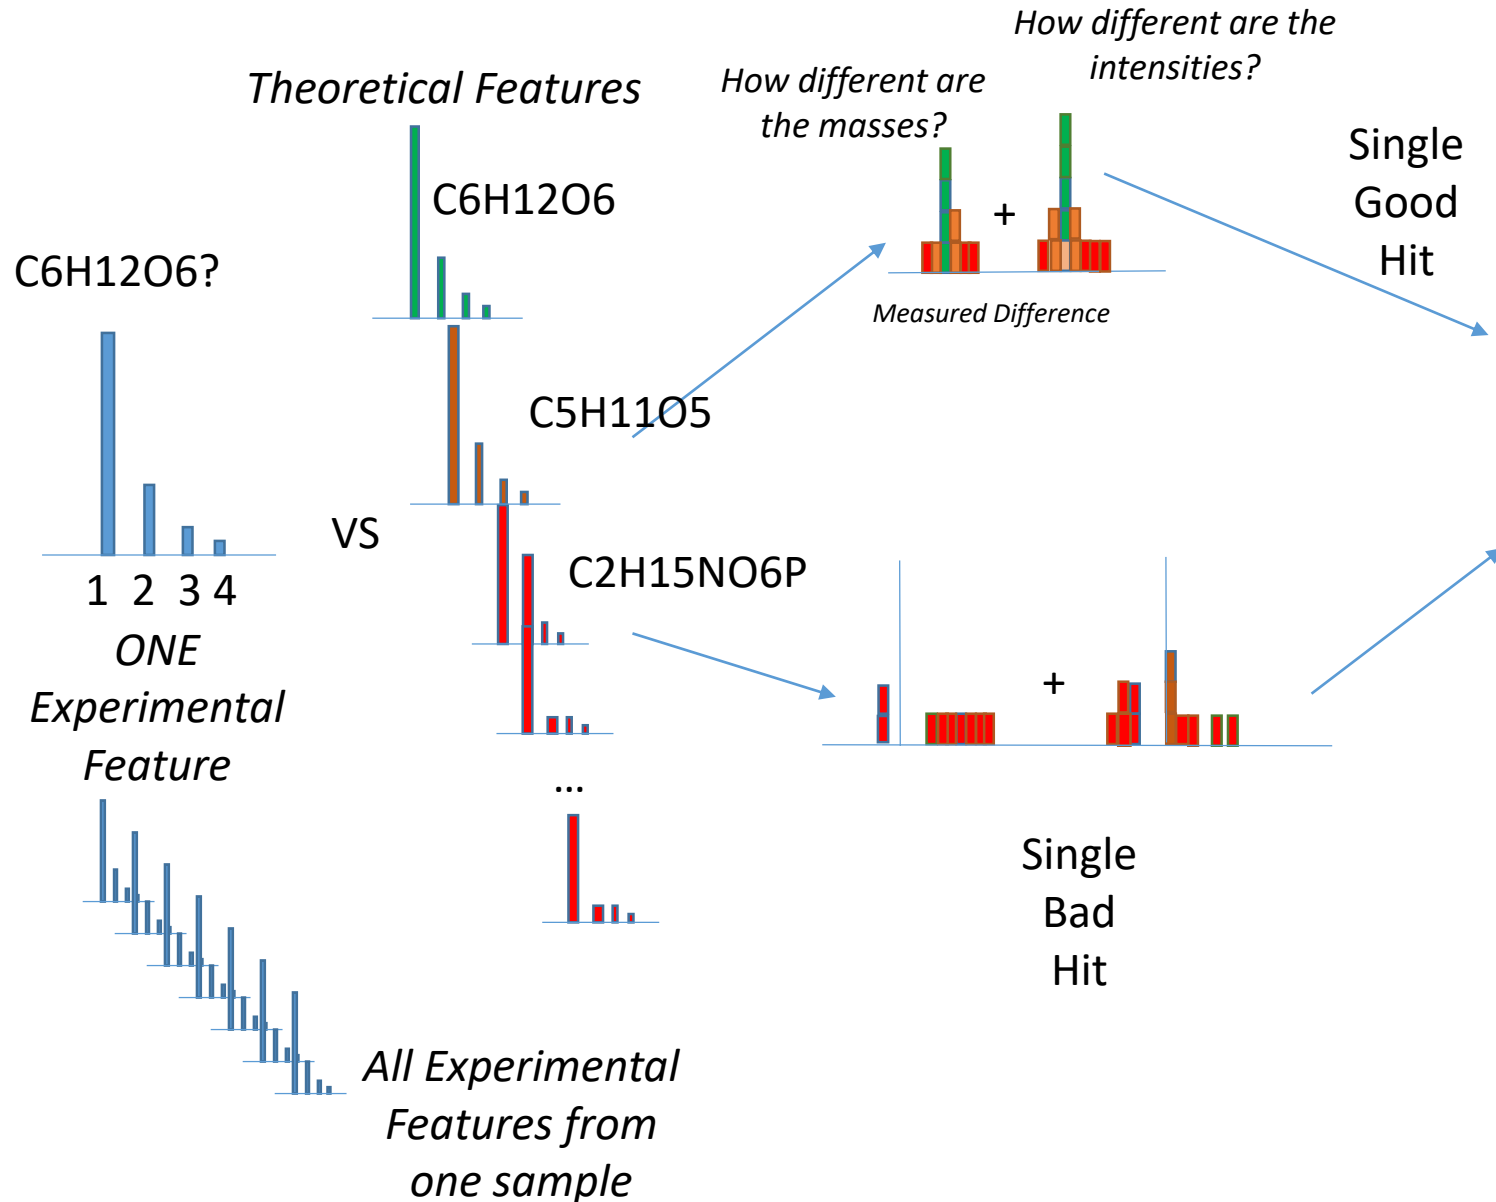 How different are the
intensities?
How different are
the masses?
Theoretical Features
Single
Good
Hit
C6H12O6
+
C6H12O6?
Measured Difference
C5H11O5
VS
C2H15NO6P
1 2 3 4
ONE
Experimental
Feature
+
...
Single
Bad
Hit
All Experimental
Features from
one sample